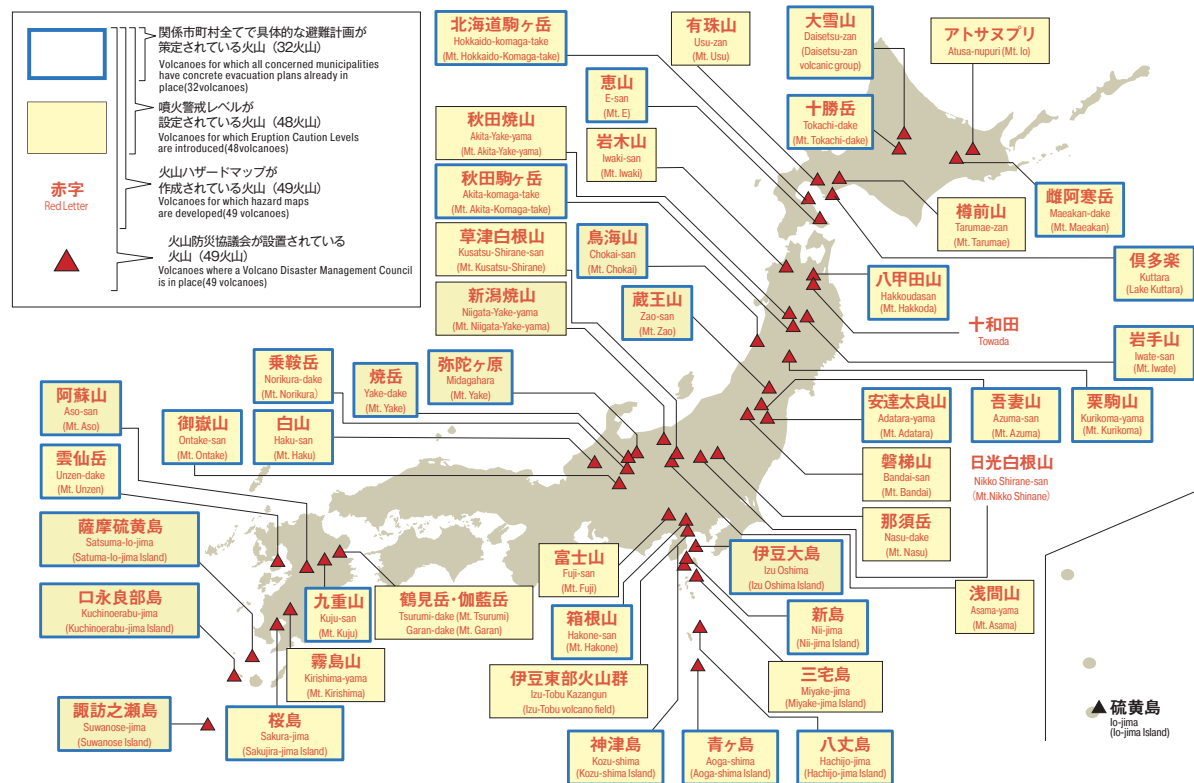 関係市町村全てで具体的な避難計画が
策定されている火山(32火山)
Volcanoes for which all concerned municipalities
have concrete evacuation plans already in
place(32volcanoes)
噴火警戒レベルが
設定されている火山(48火山)
Volcanoes for which Eruption Caution Levels
are introduced(48volcanoes)
赤字
Red Letter
火山ハザードマップが
作成されている火山(49火山)
Volcanoes for which hazard maps
are developed(49 volcanoes)
火山防災協議会が設置されている
火山(49火山)
Volcanoes where a Volcano Disaster Management Council
is in place(49 volcanoes)
北海道駒ヶ岳
Hokkaido-komaga-take
(Mt. Hokkaido-Komaga-take)
有珠山
Usu-zan
(Mt. Usu)
大雪山
Daisetsu-zan
(Daisetsu-zan
volcanic group)
アトサヌプリ
Atusa-nupuri (Mt. Io)
恵山
E-san
(Mt. E)
十勝岳
Tokachi-dake
(Mt. Tokachi-dake)
秋田焼山
Akita-Yake-yama
(Mt. Akita-Yake-yama)
岩木山
Iwaki-san
(Mt. Iwaki)
秋田駒ヶ岳
Akita-komaga-take
(Mt. Akita-Komaga-take)
樽前山
Tarumae-zan
(Mt. Tarumae)
雌阿寒岳
Maeakan-dake
(Mt. Maeakan)
草津白根山
Kusatsu-Shirane-san
(Mt. Kusatsu-Shirane)
鳥海山
Chokai-san
(Mt. Chokai)
倶多楽
Kuttara
(Lake Kuttara)
新潟焼山
Niigata-Yake-yama
(Mt. Niigata-Yake-yama)
蔵王山
Zao-san
(Mt. Zao)
八甲田山
Hakkoudasan
(Mt. Hakkoda)
十和田
Towada
岩手山
Iwate-san
(Mt. Iwate)
乗鞍岳
Norikura-dake
(Mt. Norikura)
焼岳
Yake-dake
(Mt. Yake)
弥陀ヶ原
Midagahara
(Mt. Yake)
阿蘇山
Aso-san
(Mt. Aso)
御嶽山
Ontake-san
(Mt. Ontake)
白山
Haku-san
(Mt. Haku)
安達太良山
Adatara-yama
(Mt. Adatara)
吾妻山
Azuma-san
(Mt. Azuma)
栗駒山
Kurikoma-yama
(Mt. Kurikoma)
雲仙岳
Unzen-dake
(Mt. Unzen)
磐梯山
Bandai-san
(Mt. Bandai)
日光白根山
Nikko Shirane-san
(Mt.Nikko Shinane)
薩摩硫黄島
Satsuma-Io-jima
(Satuma-Io-jima Island)
那須岳
Nasu-dake
(Mt. Nasu)
富士山
Fuji-san
(Mt. Fuji)
伊豆大島
Izu Oshima
(Izu Oshima Island)
浅間山
Asama-yama
(Mt. Asama)
口永良部島
Kuchinoerabu-jima
(Kuchinoerabu-jima Island)
九重山
Kuju-san
(Mt. Kuju)
鶴見岳・伽藍岳
Tsurumi-dake (Mt. Tsurumi)
Garan-dake (Mt. Garan)
箱根山
Hakone-san
(Mt. Hakone)
新島
Nii-jima
(Nii-jima Island)
霧島山
Kirishima-yama
(Mt. Kirishima)
伊豆東部火山群
Izu-Tobu Kazangun
(Izu-Tobu volcano field)
三宅島
Miyake-jima
(Miyake-jima Island)
諏訪之瀬島
Suwanose-jima
(Suwanose Island)
桜島
Sakura-jima
(Sakujira-jima Island)
神津島
Kozu-shima
(Kozu-shima Island)
青ヶ島
Aoga-shima
(Aoga-shima Island)
八丈島
Hachijo-jima
(Hachijo-jima Island)
硫黄島
Io-jima
(Io-jima Island)